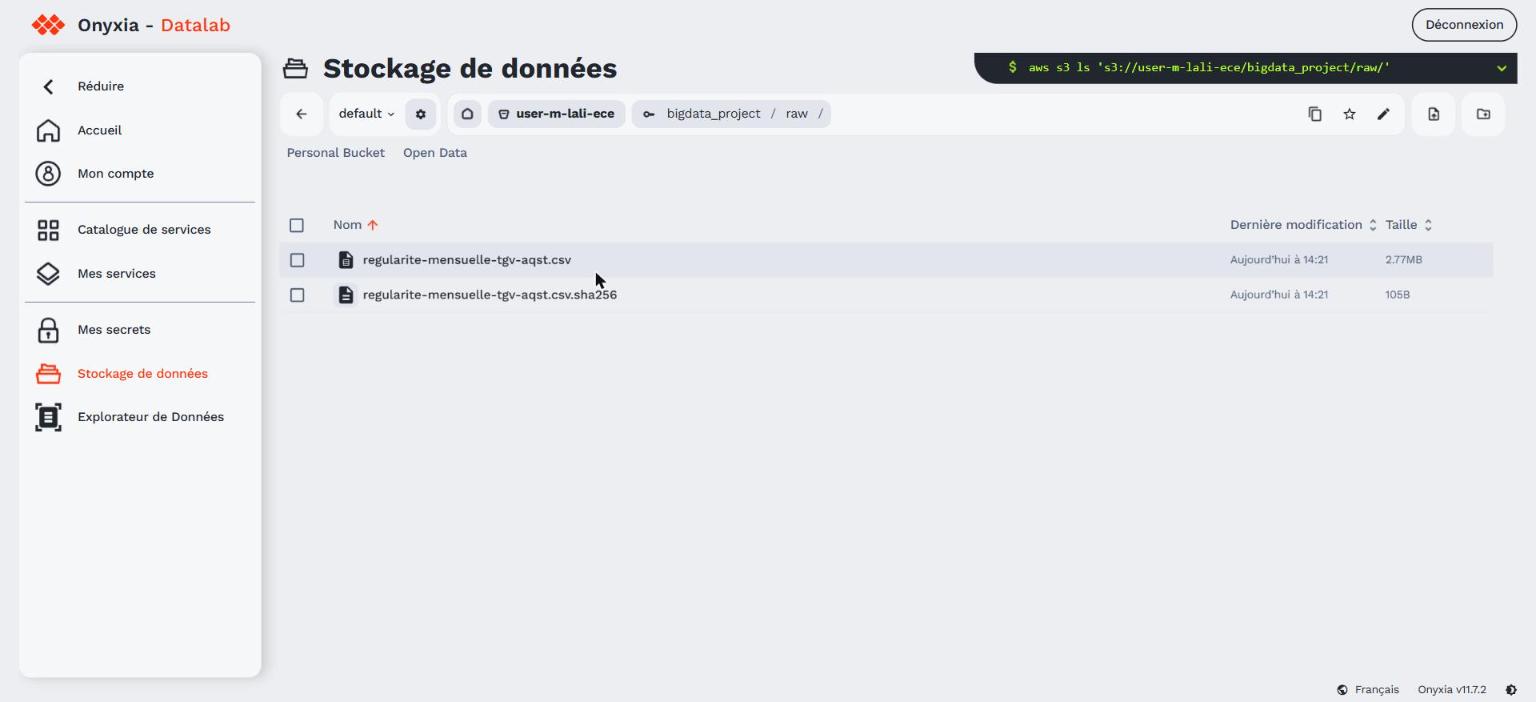 Onyxia - Datalab
Déconnexion
Réduire
Accueil
Mon compte
Catalogue de services
Mes services
Mes secrets
Stockage de données
Explorateur de Données
Stockage de données
$ aws s3 ls 's3://user-m-lali-ece/bigdata_project/raw/'
default
user-m-lali-ece
bigdata_project / raw /
Personal Bucket Open Data
Nom Dernière modification Taille
regularite-mensuelle-tgv-aqst.csv Aujourd'hui à 14:21 2.77MB
regularite-mensuelle-tgv-aqst.csv.sha256 Aujourd'hui à 14:21 105B
Français Onyxia v11.7.2